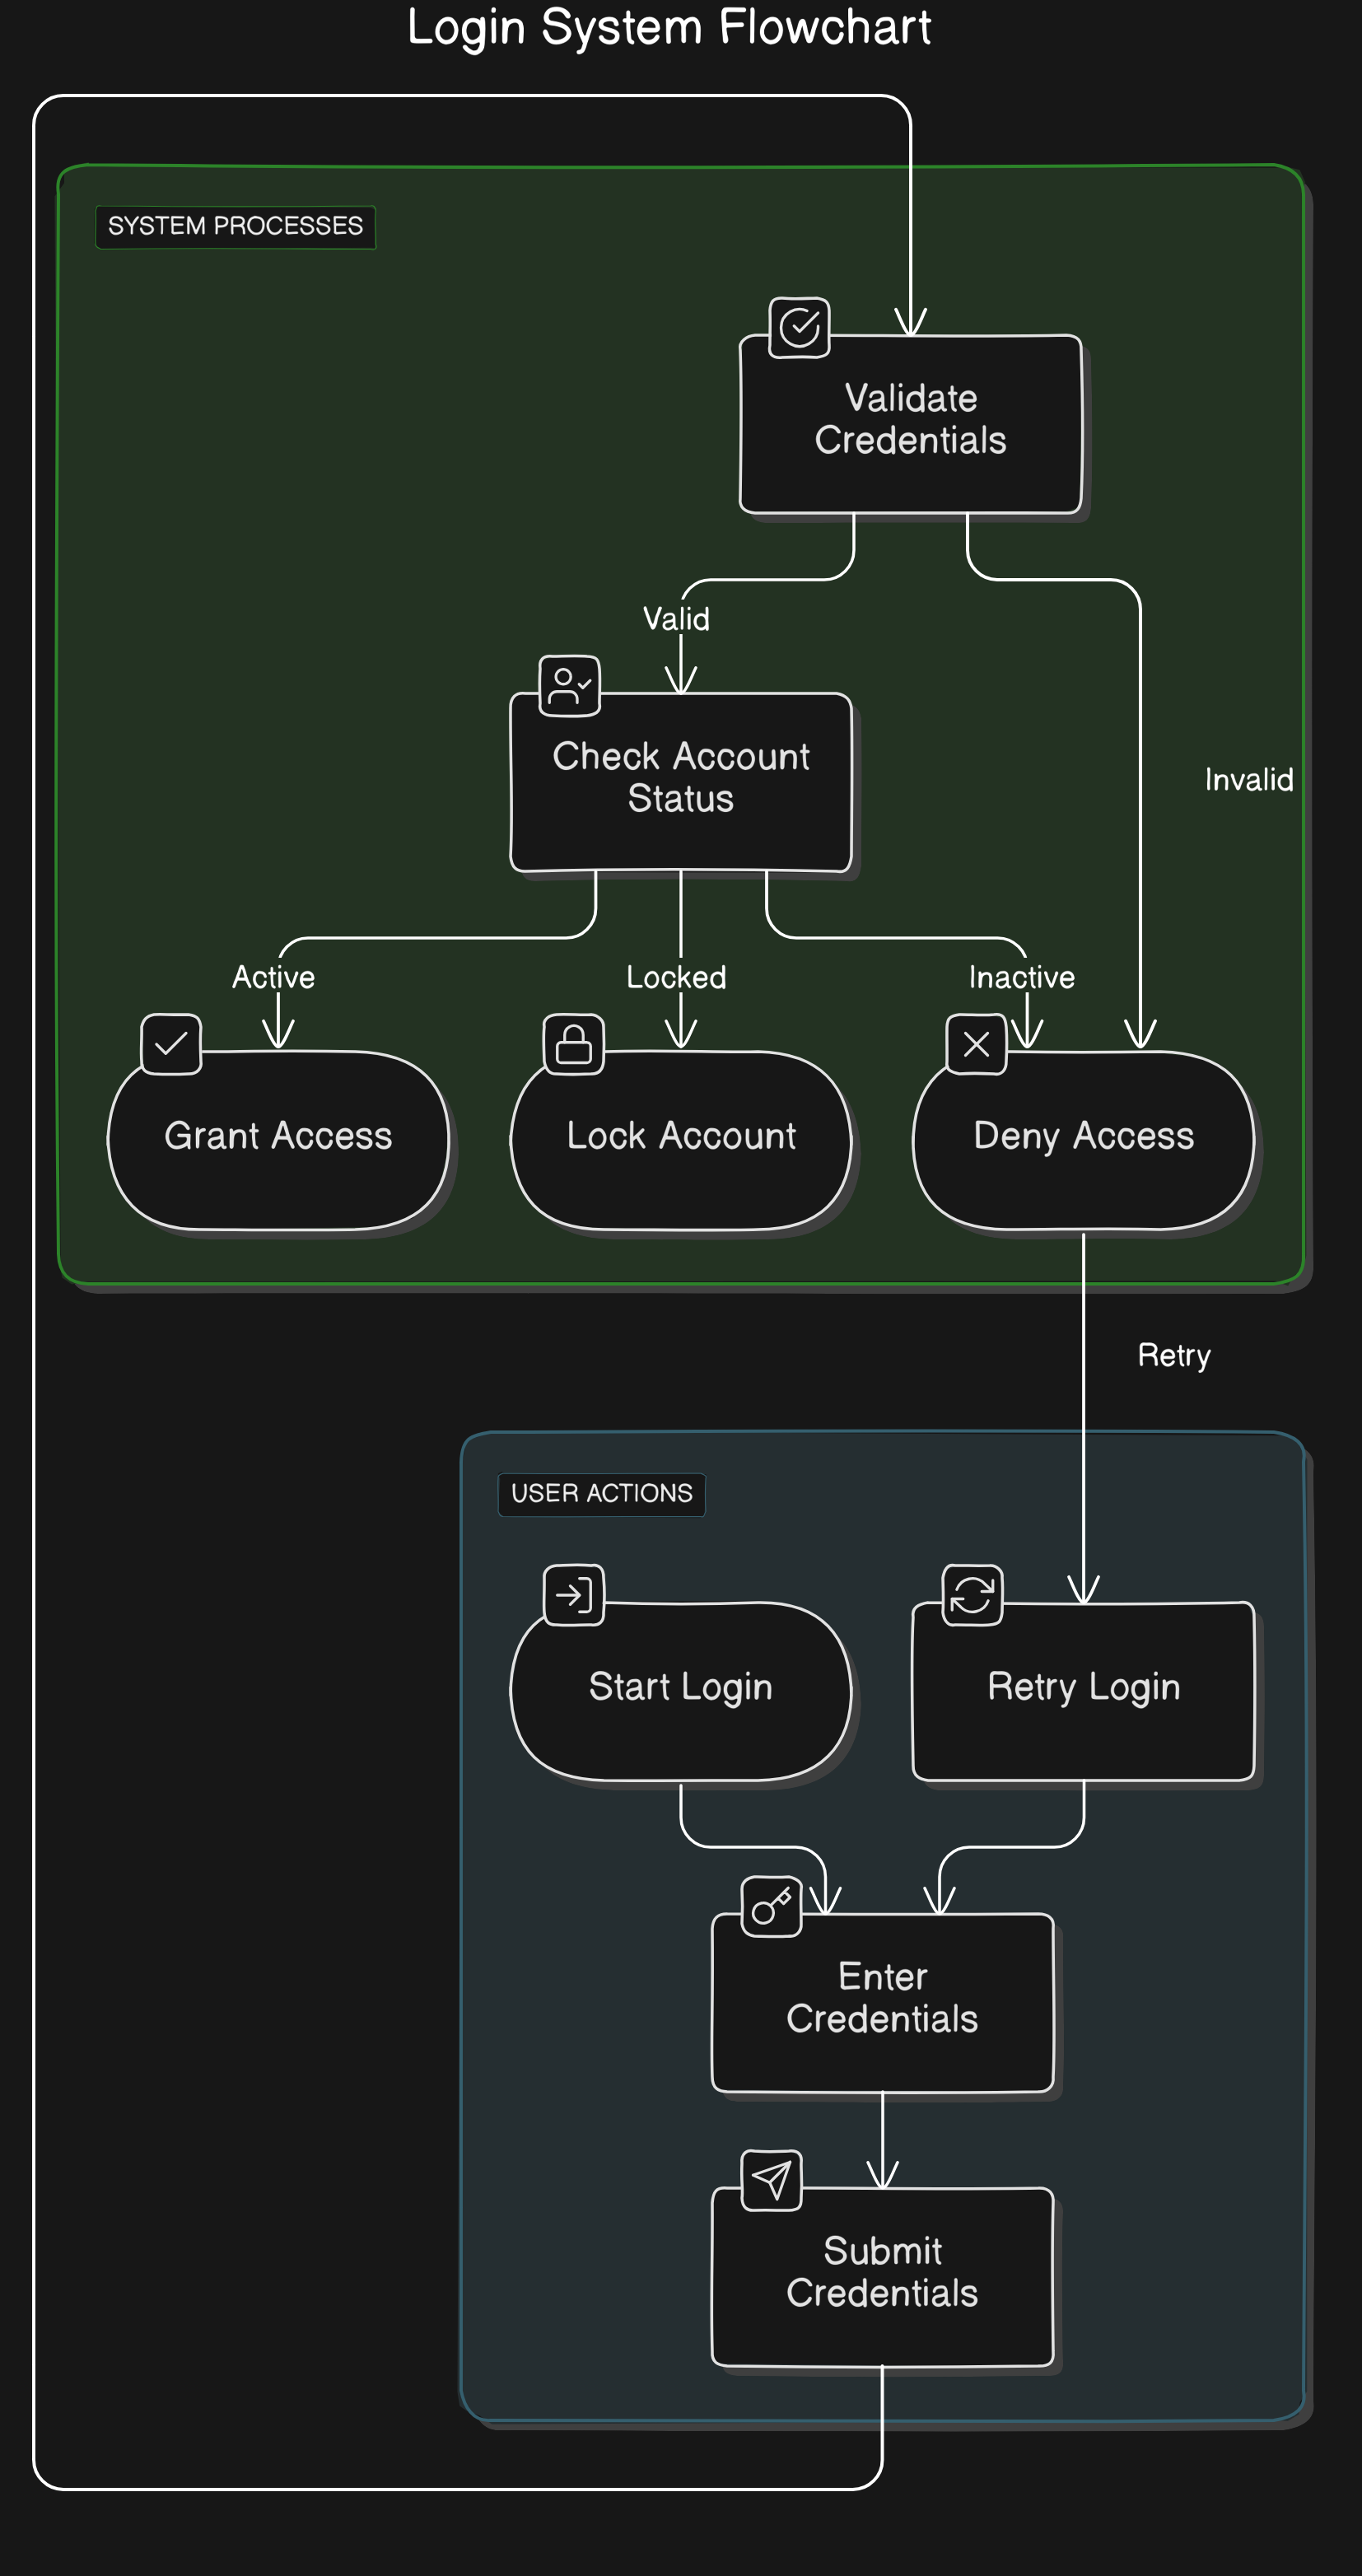 Login System Flowchart
SYSTEM PROCESSES
Validate
Credentials
Valid
Check Account
Status
Invalid
Active
Locked
Inactive
Grant Access
Lock Account
Deny Access
Retry
USER ACTIONS
Start Login
Retry Login
Enter
Credentials
Submit
Credentials